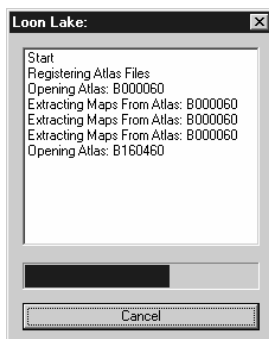 Loon Lake:
Start
Registering Atlas Files
Opening Atlas: B000060
Extracting Maps From Atlas: B000060
Extracting Maps From Atlas: B000060
Extracting Maps From Atlas: B000060
Opening Atlas: B160460
Cancel